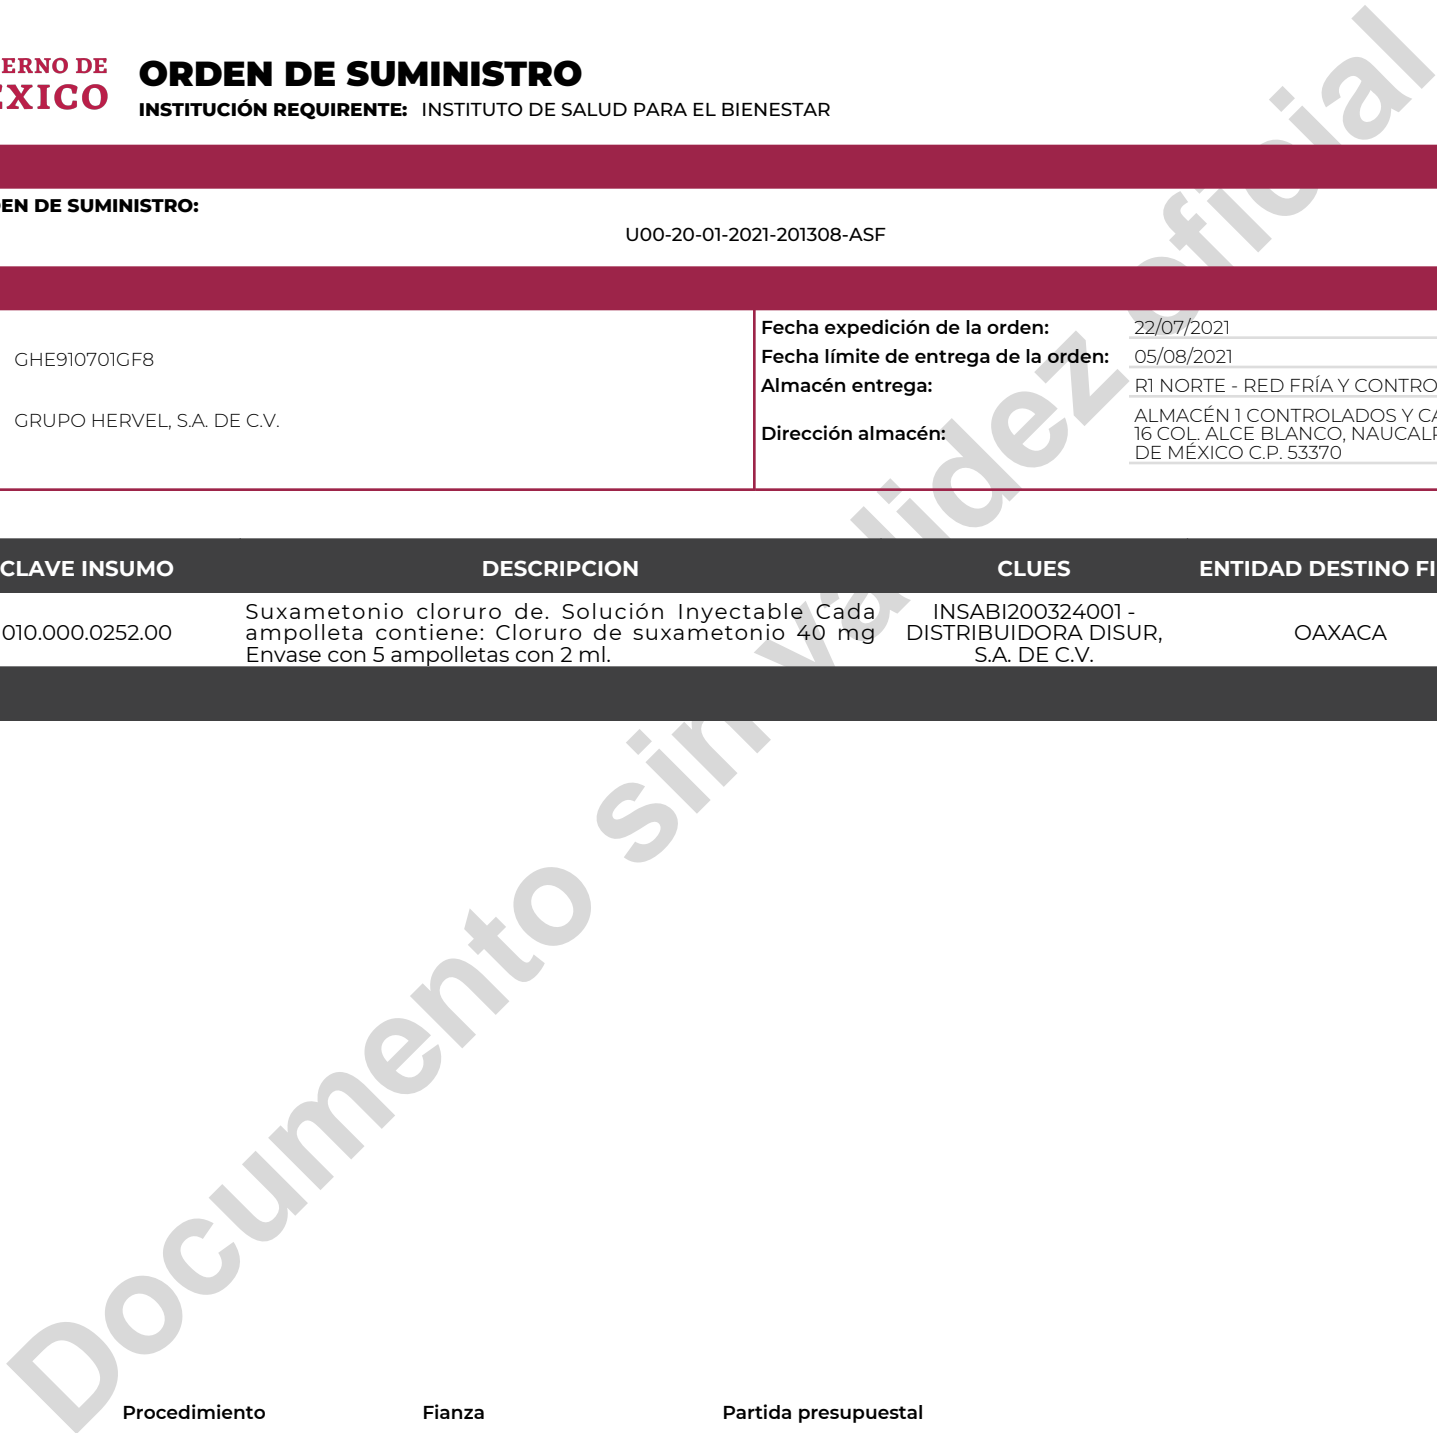 ERNO DE
ÉXICO
ORDEN DE SUMINISTRO
INSTITUCIÓN REQUIRENTE: INSTITUTO DE SALUD PARA EL BIENESTAR
EN DE SUMINISTRO:
U00-20-01-2021-201308-ASF
GHE910701GF8
GRUPO HERVEL, S.A. DE C.V.
Fecha expedición de la orden: 22/07/2021
Fecha límite de entrega de la orden: 05/08/2021
Almacén entrega: R1 NORTE - RED FRÍA Y CONTRO
Dirección almacén: ALMACÉN 1 CONTROLADOS Y CA
16 COL. ALCE BLANCO, NAUCALP
DE MÉXICO C.P. 53370
CLAVE INSUMO DESCRIPCION CLUES ENTIDAD DESTINO FI
010.000.0252.00
Suxametonio cloruro de. Solución Inyectable Cada
ampolleta contiene: Cloruro de suxametonio 40 mg
Envase con 5 ampolletas con 2 ml.
INSABI200324001 -
DISTRIBUIDORA DISUR,
S.A. DE C.V.
OAXACA
Documento sin validez oficial
Procedimiento Fianza Partida presupuestal